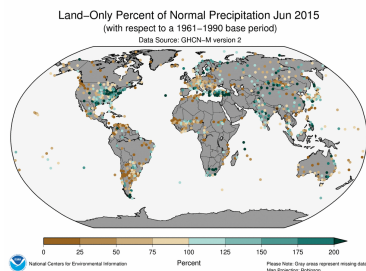 Land-Only Percent of Normal Precipitation Jun 2015
(with respect to a 1961-1990 base period)
Data Source: GHCN-M version 2
0 25 50 75 100 125 150 175 200
National Centers for Environmental Information
Percent
Please Note: Gray areas represent missing data
Map Projection: Robinson